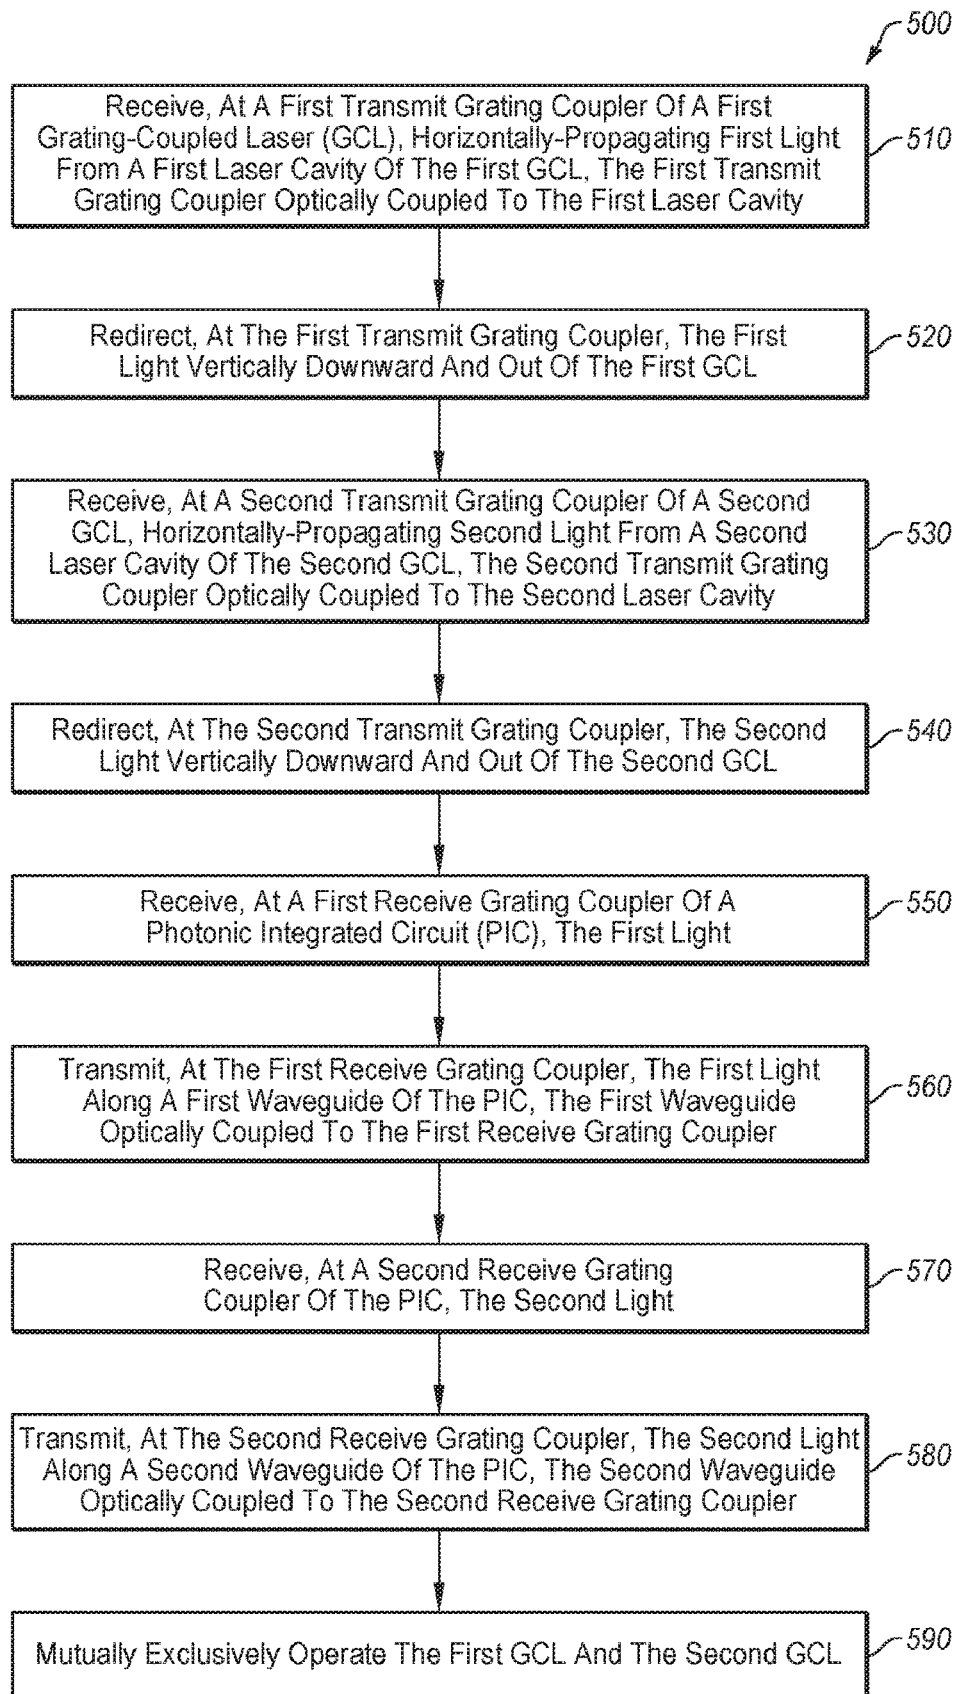 500
Receive, At A First Transmit Grating Coupler Of A First
Grating-Coupled Laser (GCL), Horizontally-Propagating First Light
From A First Laser Cavity Of The First GCL, The First Transmit
Grating Coupler Optically Coupled To The First Laser Cavity
510
Redirect, At The First Transmit Grating Coupler, The First
Light Vertically Downward And Out Of The First GCL
520
Receive, At A Second Transmit Grating Coupler Of A Second
GCL, Horizontally-Propagating Second Light From A Second
Laser Cavity Of The Second GCL, The Second Transmit Grating
Coupler Optically Coupled To The Second Laser Cavity
530
Redirect, At The Second Transmit Grating Coupler, The Second
Light Vertically Downward And Out Of The Second GCL
540
Receive, At A First Receive Grating Coupler Of A
Photonic Integrated Circuit (PIC), The First Light
550
Transmit, At The First Receive Grating Coupler, The First Light
Along A First Waveguide Of The PIC, The First Waveguide
Optically Coupled To The First Receive Grating Coupler
560
Receive, At A Second Receive Grating
Coupler Of The PIC, The Second Light
570
Transmit, At The Second Receive Grating Coupler, The Second Light
Along A Second Waveguide Of The PIC, The Second Waveguide
Optically Coupled To The Second Receive Grating Coupler
580
Mutually Exclusively Operate The First GCL And The Second GCL
590